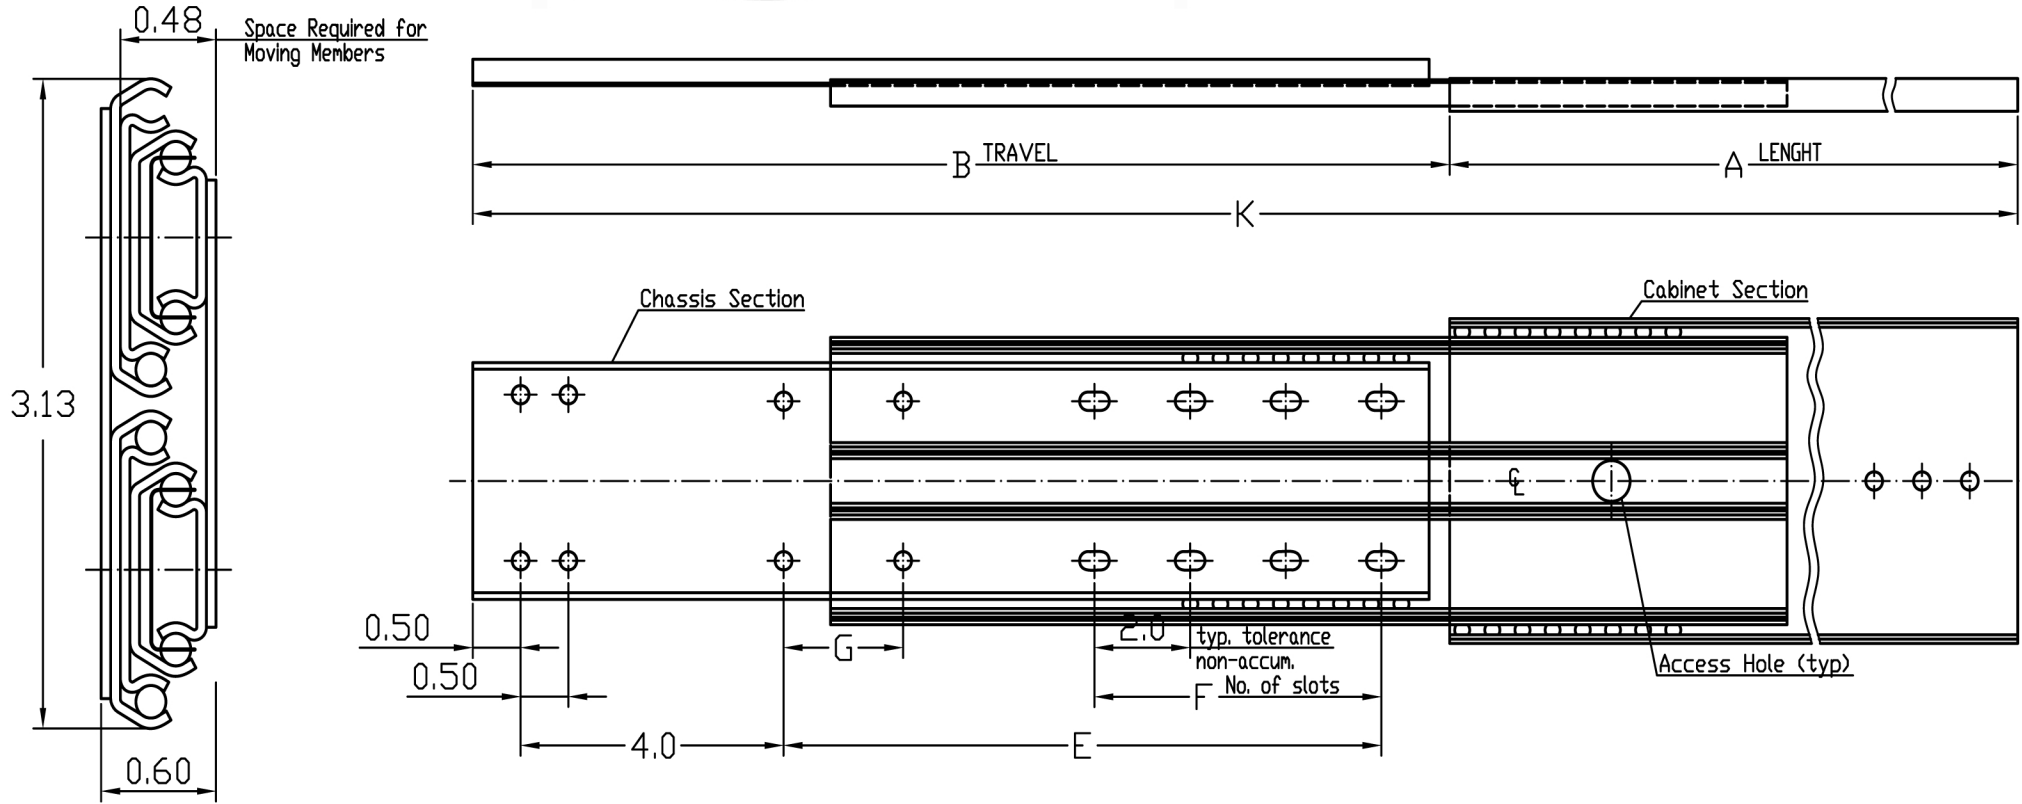 0.48
Space Required for
Moving Members
B TRAVEL
A LENGHT
K
Chassis Section
Cabinet Section
3.13
℄
0.50
G
2.0 typ. tolerance
non-accum.
Access Hole (typ)
0.50
F No. of slots
4.0
E
0.60